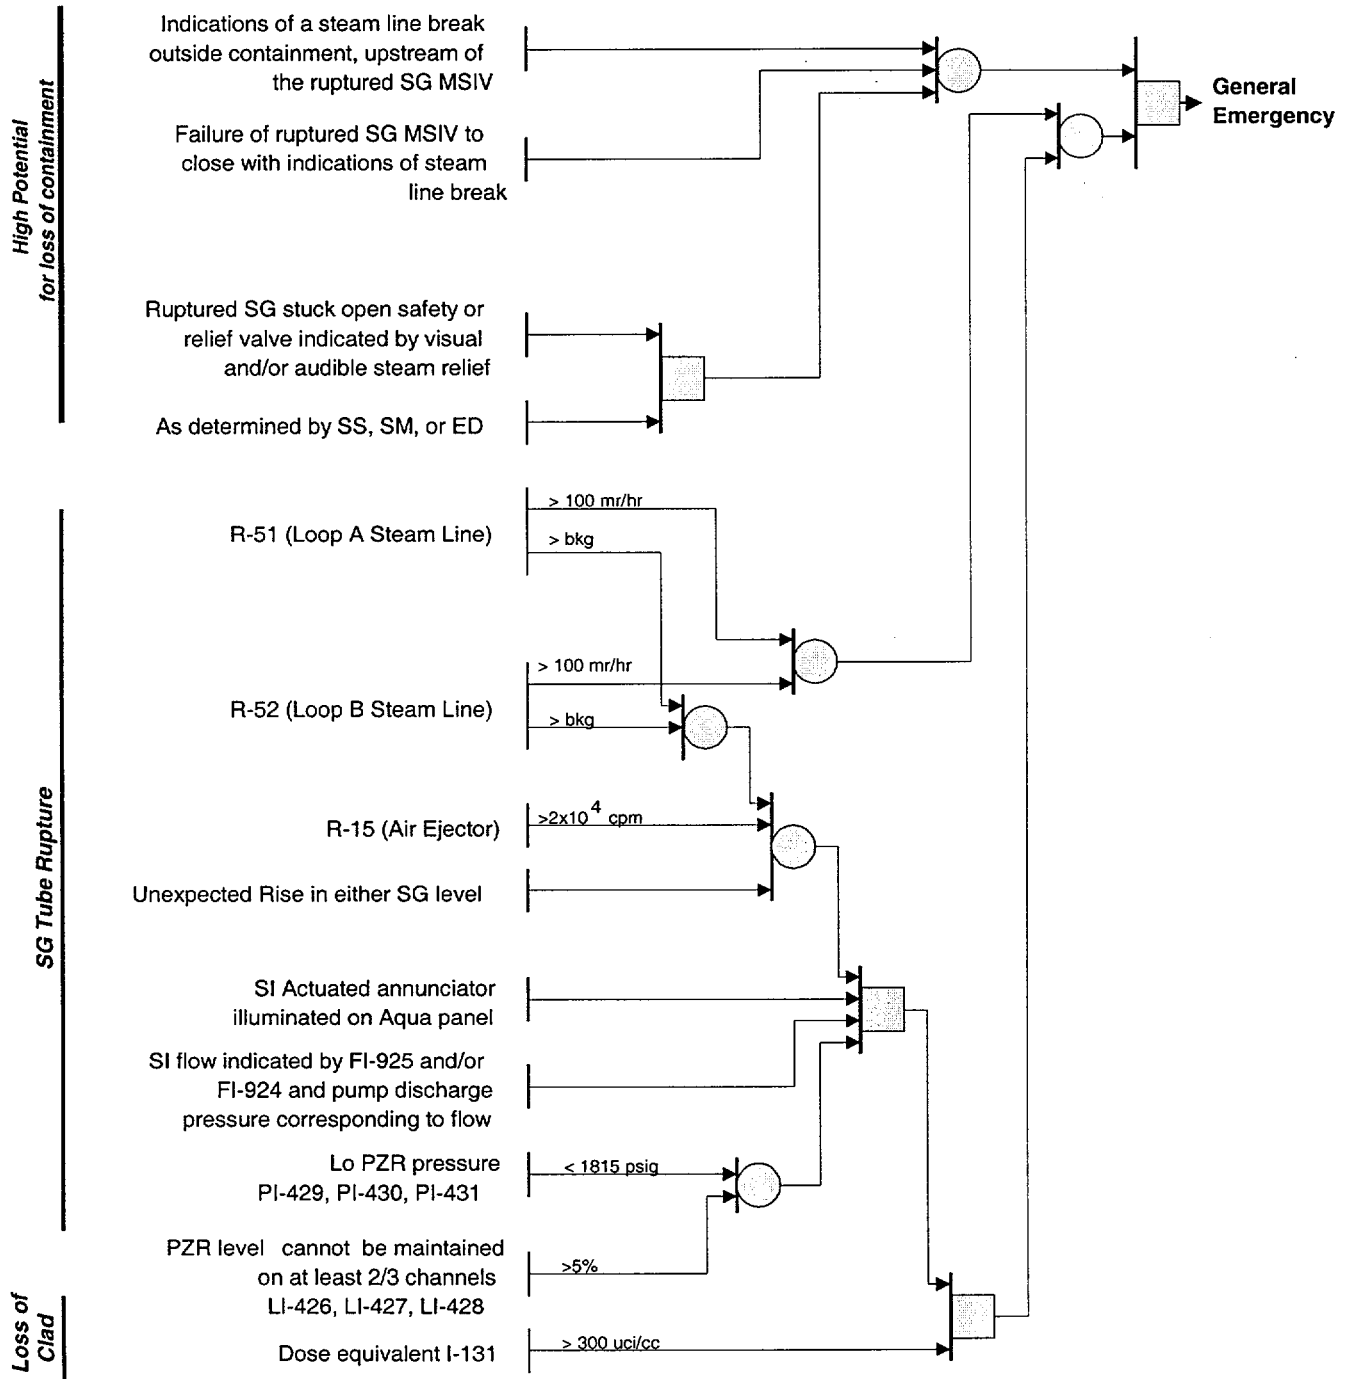 High Potential
for loss of containment
Indications of a steam line break
outside containment, upstream of
the ruptured SG MSIV
Failure of ruptured SG MSIV to
close with indications of steam
line break
General
Emergency
Ruptured SG stuck open safety or
relief valve indicated by visual
and/or audible steam relief
As determined by SS, SM, or ED
SG Tube Rupture
R-51 (Loop A Steam Line)
> 100 mr/hr
> bkg
R-52 (Loop B Steam Line)
> 100 mr/hr
> bkg
R-15 (Air Ejector)
>2x10 4 cpm
Unexpected Rise in either SG level
SI Actuated annunciator
illuminated on Aqua panel
SI flow indicated by FI-925 and/or
FI-924 and pump discharge
pressure corresponding to flow
Lo PZR pressure
PI-429, PI-430, PI-431
< 1815 psig
PZR level cannot be maintained
on at least 2/3 channels
LI-426, LI-427, LI-428
>5%
Loss of
Clad
Dose equivalent I-131
> 300 uci/cc